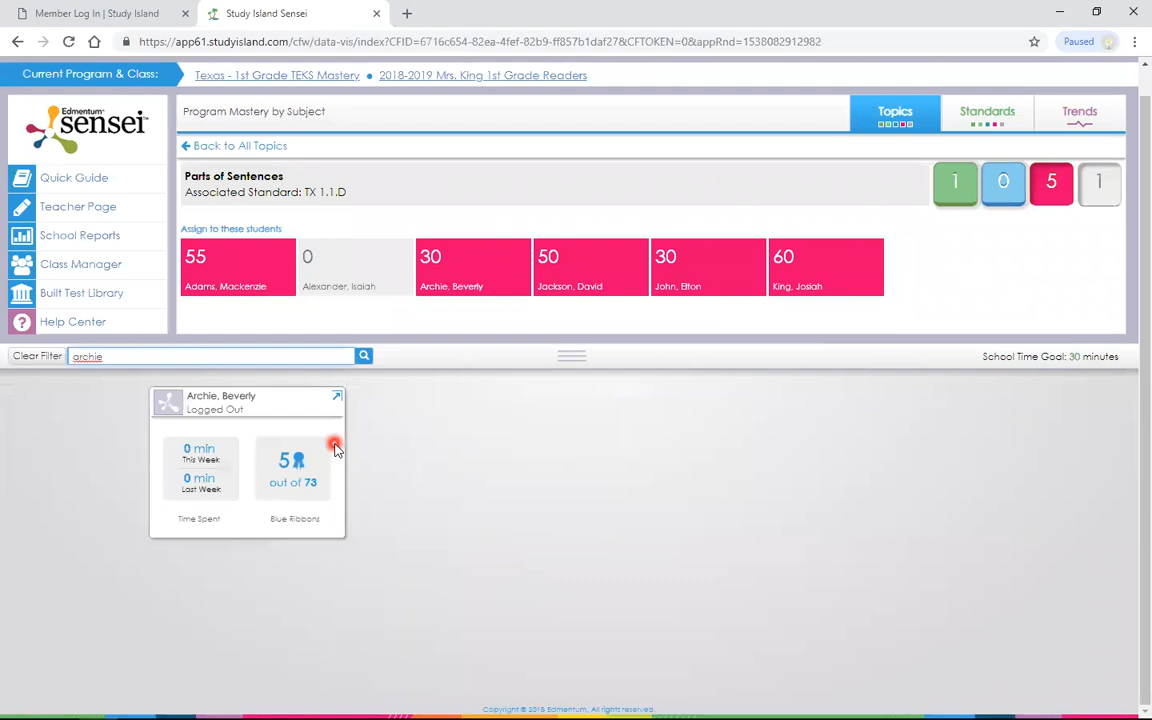 Member Log In | Study Island
Study Island Sensei
https://app61.studyisland.com/cfw/data-vis/index?CFID=6716c654-82ea-4fef-82b9-ff857b1daf27&CFTOKEN=0&appRnd=1538082912982
Paused
Current Program & Class:
Texas - 1st Grade TEKS Mastery
2018-2019 Mrs. King 1st Grade Readers
Edmentum
sensei
Program Mastery by Subject
Topics
Standards
Trends
Back to All Topics
Quick Guide
Teacher Page
School Reports
Class Manager
Built Test Library
Help Center
Parts of Sentences
Associated Standard: TX 1.1.D
1 0 5 1
Assign to these students
55 0 30 50 30 60
Adams, Mackenzie
Alexander, Isaiah
Archie, Beverly
Jackson, David
John, Elton
King, Josiah
Clear Filter
archie
School Time Goal: 30 minutes
Archie, Beverly
Logged Out
0 min
This Week
0 min
Last Week
Time Spent
5
out of 73
Blue Ribbons
Copyright © 2018 Edmentum, All rights reserved.